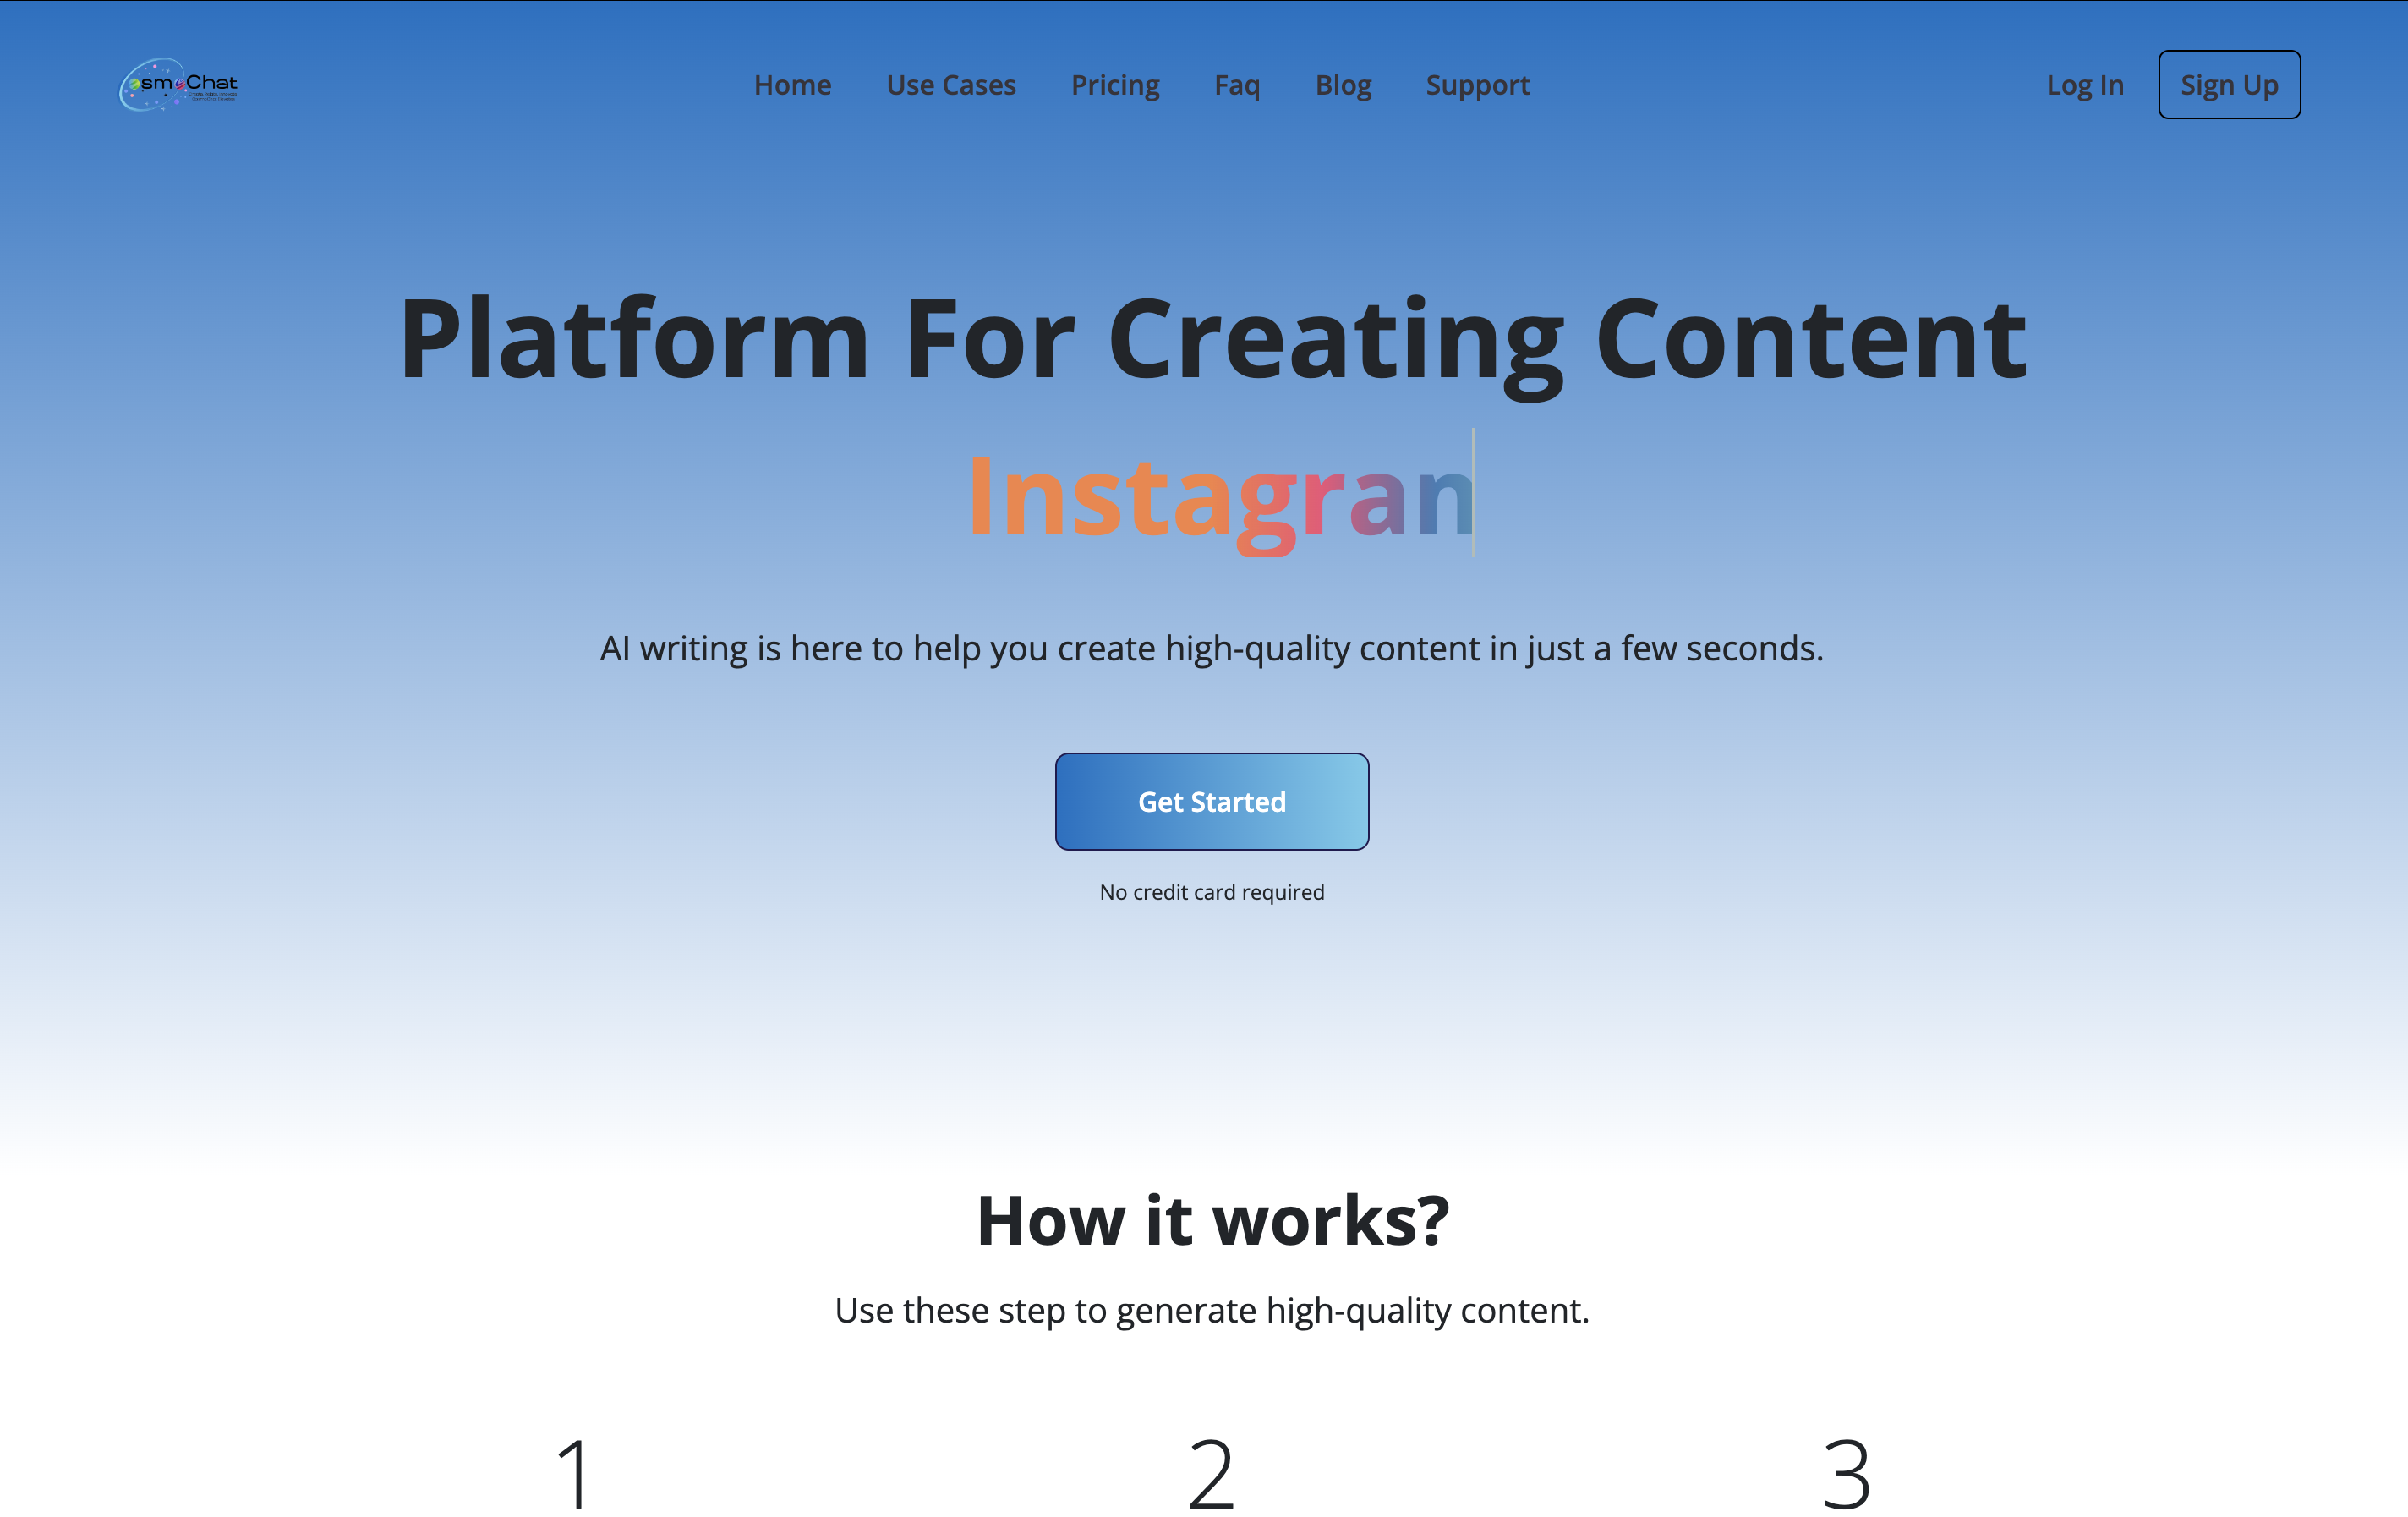 osmoChat
Home Use Cases Pricing Faq Blog Support
Log In Sign Up
Platform For Creating Content
Instagran
AI writing is here to help you create high-quality content in just a few seconds.
Get Started
No credit card required
How it works?
Use these step to generate high-quality content.
1 2 3